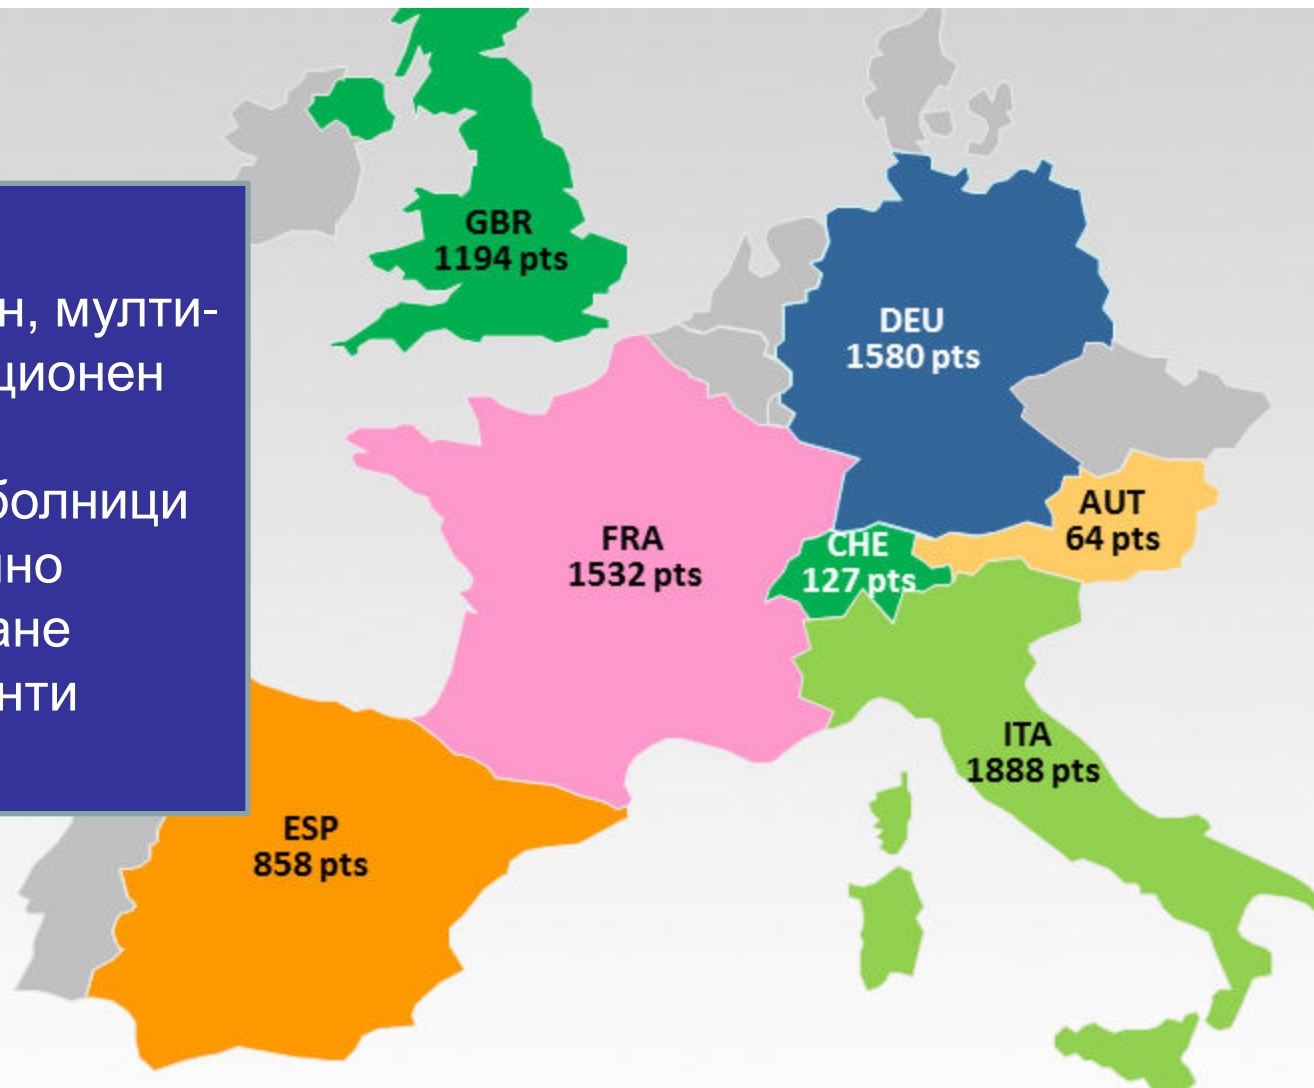 н, мулти-
ционен
болници
но
ане
нти
GBR
1194 pts
DEU
1580 pts
AUT
64 pts
FRA
1532 pts
CHE
127 pts
ITA
1888 pts
ESP
858 pts